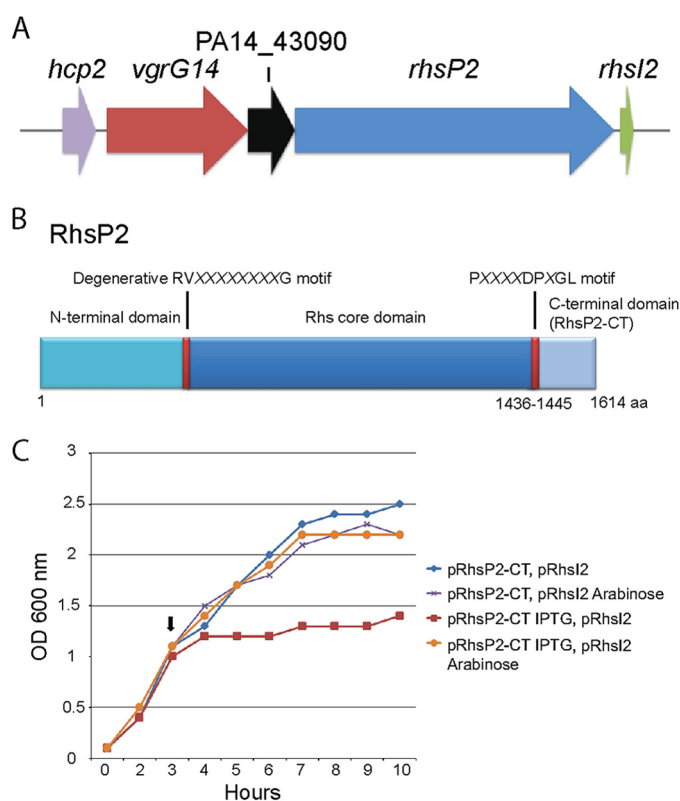 A
PA14_43090
hcp2
vgrG14
rhsP2
rhsI2
B
RhsP2
Degenerative RVXXXXXXXXG motif
PXXXXDPXGL motif
N-terminal domain
Rhs core domain
C-terminal domain
(RhsP2-CT)
1
1436-1445
1614 aa
C
3
2.5
2
1.5
1
0.5
0
OD 600 nm
0 2 3 4 5 6 7 8 9 10
Hours
pRhsP2-CT, pRhsI2
pRhsP2-CT, pRhsI2 Arabinose
pRhsP2-CT IPTG, pRhsI2
pRhsP2-CT IPTG, pRhsI2
Arabinose